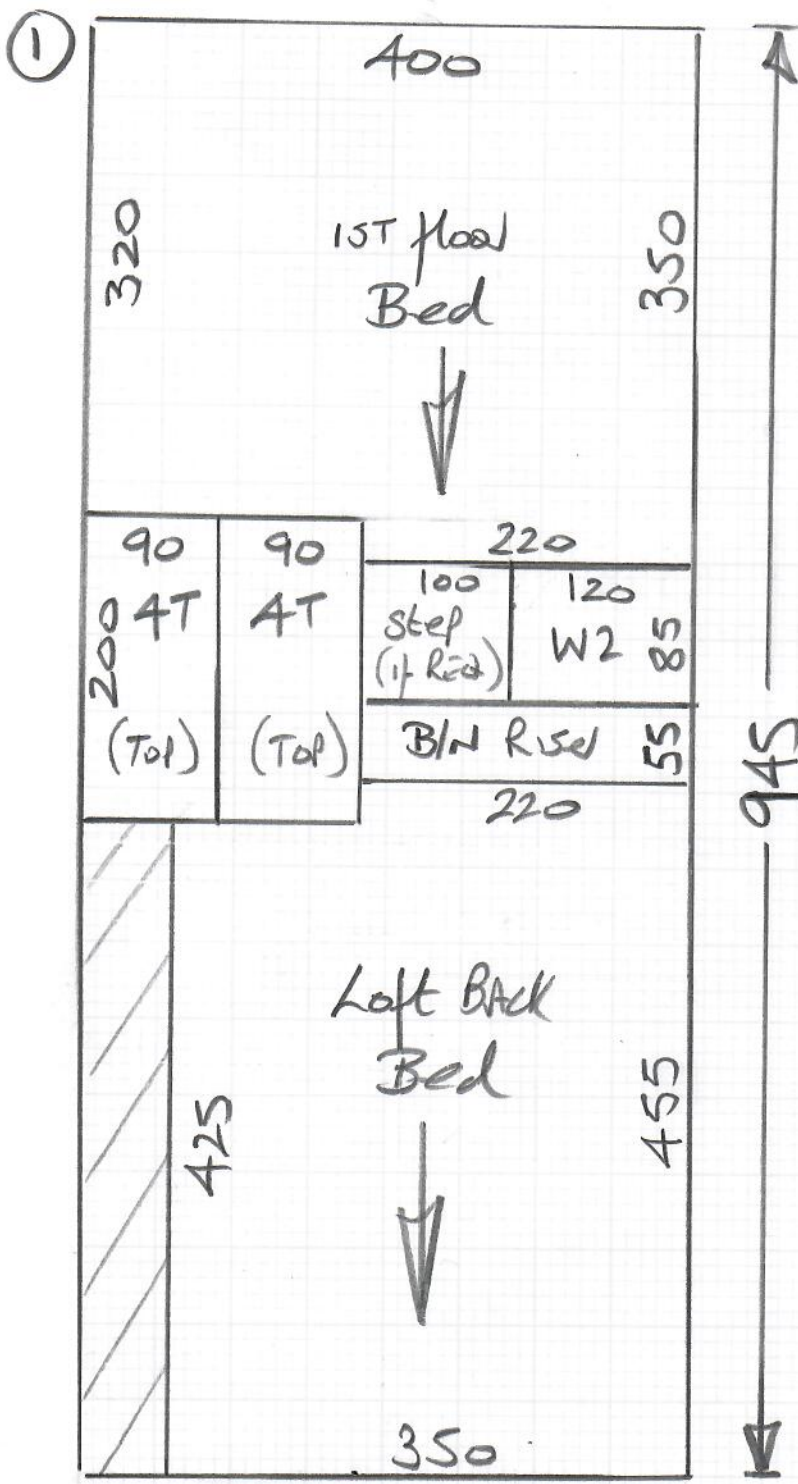 1
400
320
1ST floor
Bed
350
90
90
220
200
4T
4T
100
120
Step
(if Req)
W2
85
(Top)
(Top)
B/N Riser
55
220
945
Loft BACK
Bed
425
455
350